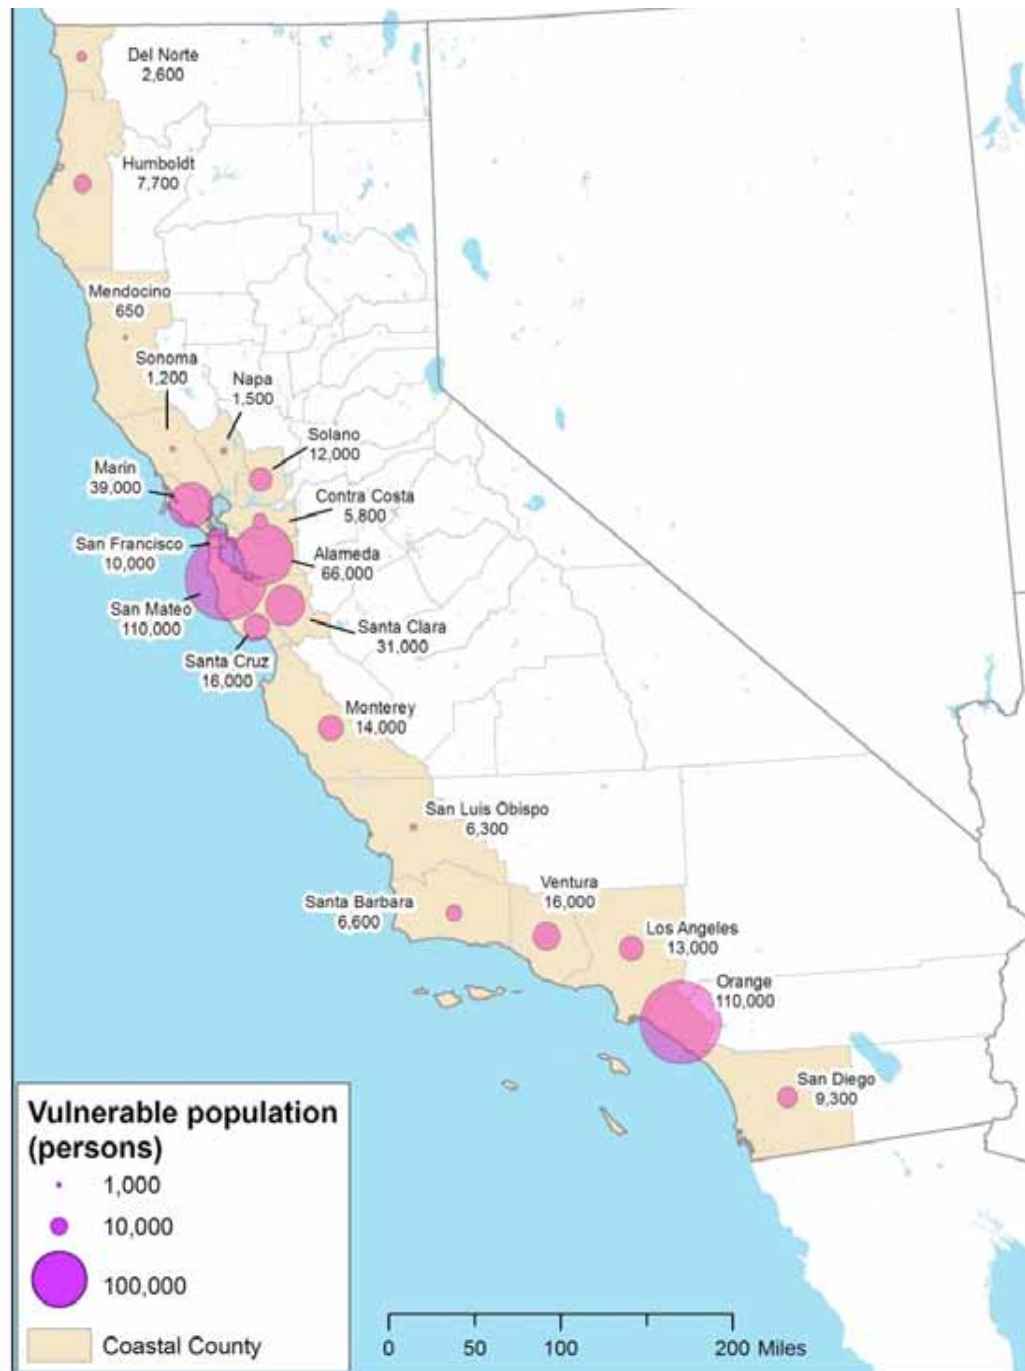 Del Norte
2,600
Humboldt
7,700
Mendocino
650
Sonoma
1,200
Napa
1,500
Solano
12,000
Marin
39,000
Contra Costa
5,800
San Francisco
10,000
Alameda
66,000
San Mateo
110,000
Santa Clara
31,000
Santa Cruz
16,000
Monterey
14,000
San Luis Obispo
6,300
Ventura
16,000
Santa Barbara
6,600
Los Angeles
13,000
Orange
110,000
San Diego
9,300
Vulnerable population
(persons)
1,000
10,000
100,000
Coastal County
0 50 100 200 Miles